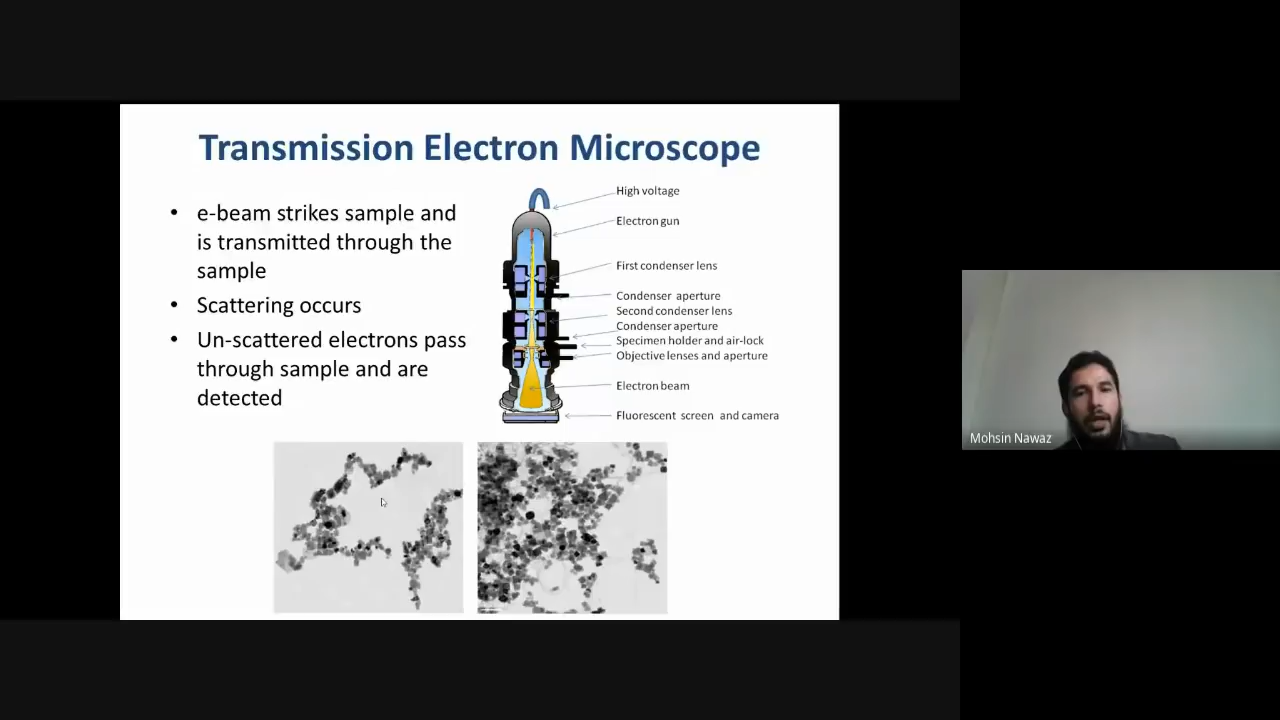 Transmission Electron Microscope
• e-beam strikes sample and
is transmitted through the
sample
• Scattering occurs
• Un-scattered electrons pass
through sample and are
detected
High voltage
Electron gun
First condenser lens
Condenser aperture
Second condenser lens
Condenser aperture
Specimen holder and air-lock
Objective lenses and aperture
Electron beam
Fluorescent screen and camera
Mohsin Nawaz